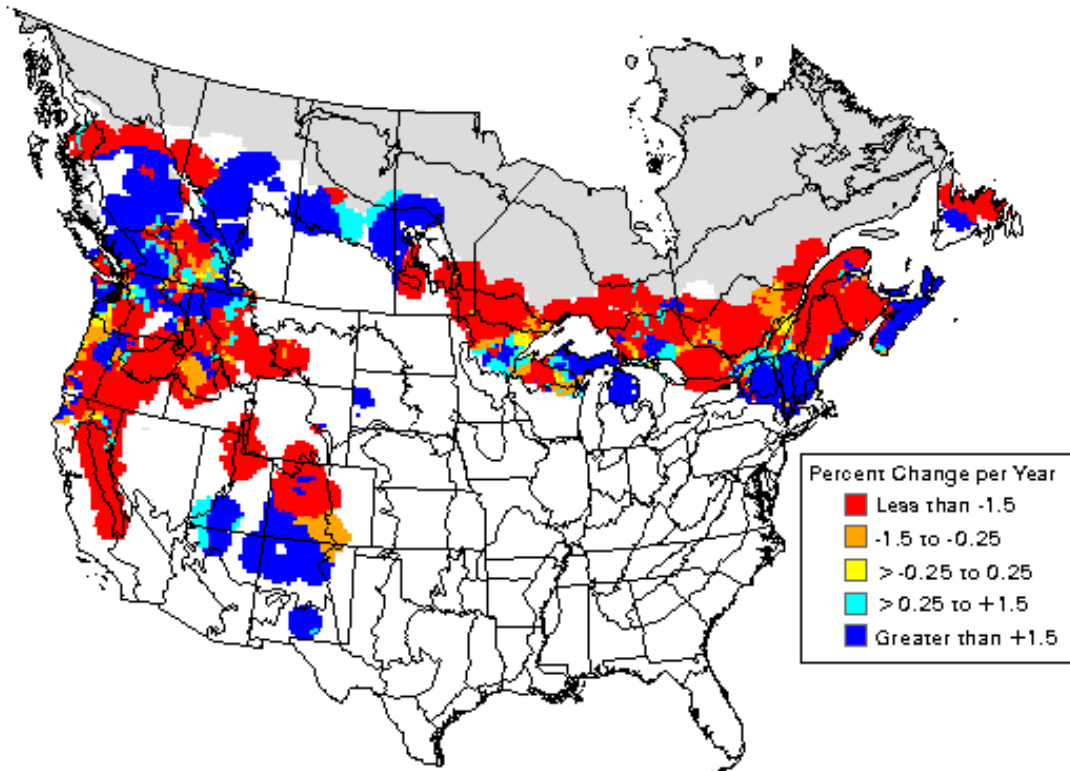 Percent Change per Year
Less than -1.5
-1.5 to -0.25
> -0.25 to 0.25
> 0.25 to +1.5
Greater than +1.5